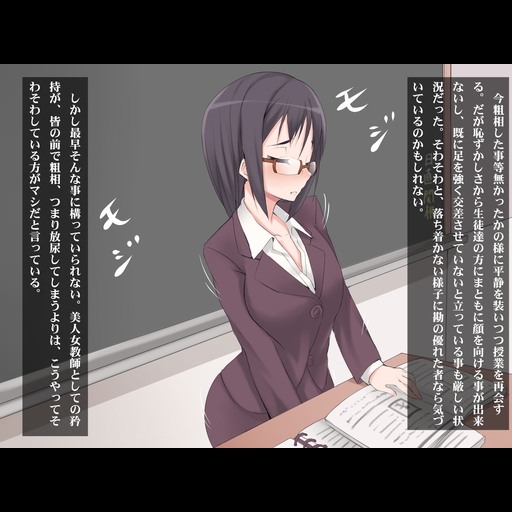 今粗相した事等無かったかの様に平静を装いつつ授業を再会す
る。だが恥ずかしさから生徒達の方にまともに顔を向ける事が出来
ないし、既に足を強く交差させていないと立っている事も厳しい状
況だった。そわそわと、落ち着かない様子に勘の優れた者なら気づ
いているのかもしれない。
モジ
モジ
しかし最早そんな事に構っていられない。美人女教師としての矜
持が、皆の前で粗相、つまり放尿してしまうよりは、こうやってそ
わそわしている方がマシだと言っている。